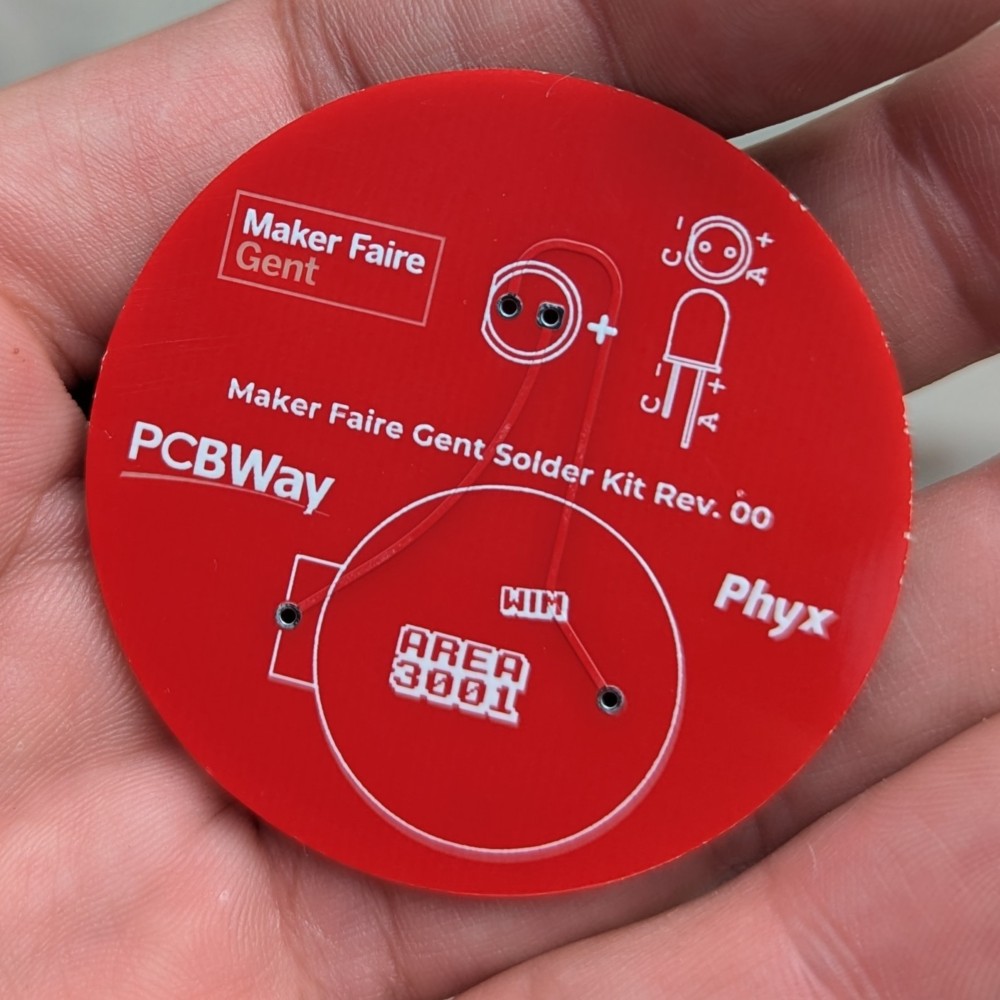 Maker Faire
Gent
C -
A +
+
C -
A +
Maker Faire Gent Solder Kit Rev. 00
PCBWay
Phyx
WIM
AREA
3001